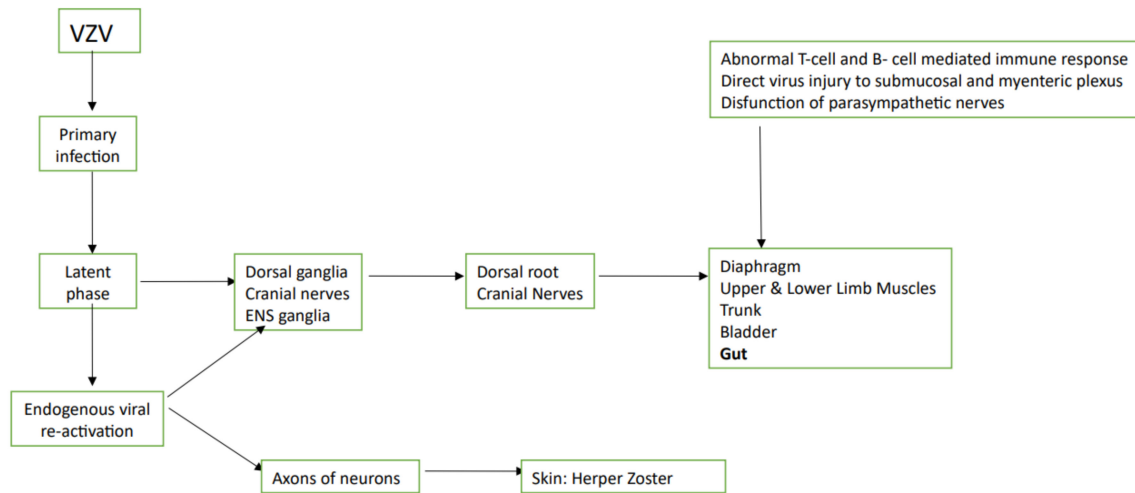 VZV
Abnormal T-cell and B- cell mediated immune response
Direct virus injury to submucosal and myenteric plexus
Disfunction of parasympathetic nerves
Primary
infection
Latent
phase
Dorsal ganglia
Cranial nerves
ENS ganglia
Dorsal root
Cranial Nerves
Diaphragm
Upper & Lower Limb Muscles
Trunk
Bladder
Gut
Endogenous viral
re-activation
Axons of neurons
Skin: Herper Zoster